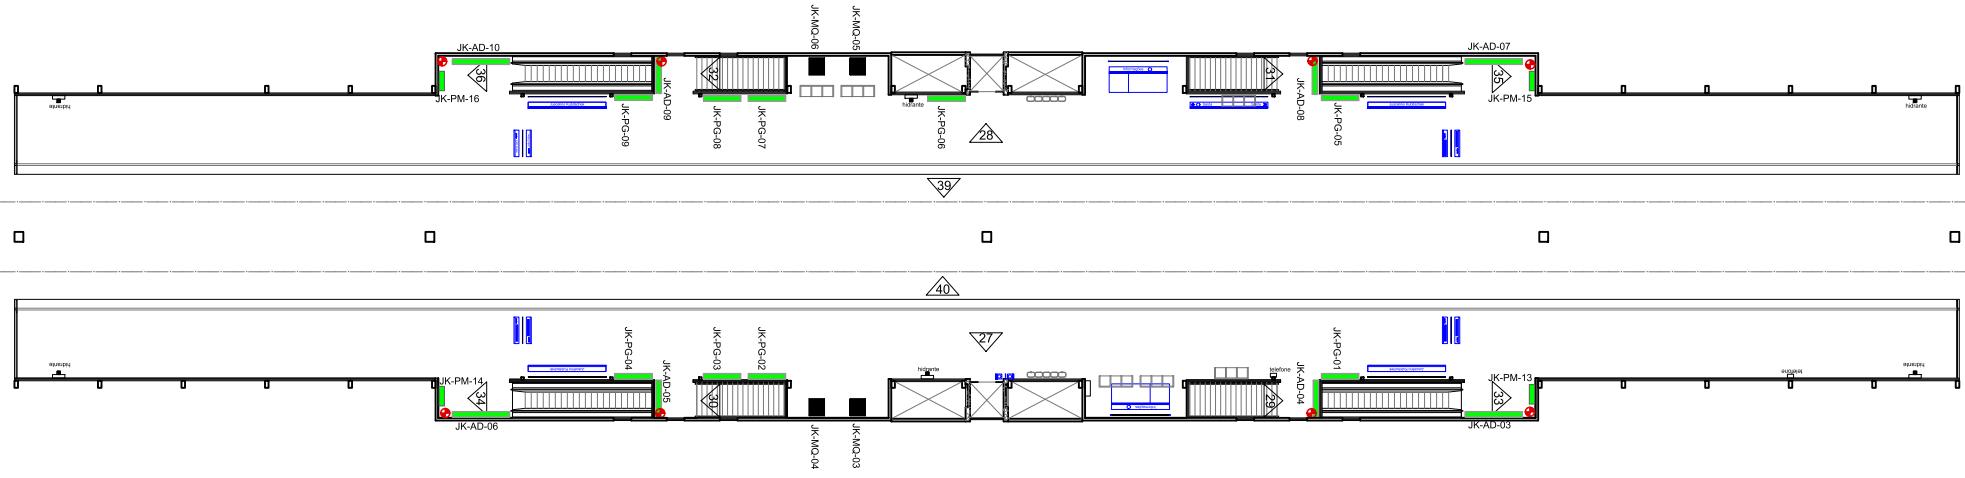 JK-MQ-06
JK-MQ-05
JK-AD-10
JK-AD-07
36
32
31
35
JK-PM-16
JK-AD-09
JK-AD-08
JK-PM-15
hidrante
hidrante
hidrante
JK-PG-09
JK-PG-08
JK-PG-07
JK-PG-06
JK-PG-05
28
39
40
27
JK-PG-04
JK-PG-03
JK-PG-02
JK-PG-01
hidrante
hidrante
telefone
telefone
hidrante
JK-PM-14
JK-AD-05
JK-AD-04
JK-PM-13
34
30
29
33
JK-AD-06
JK-AD-03
JK-MQ-04
JK-MQ-03